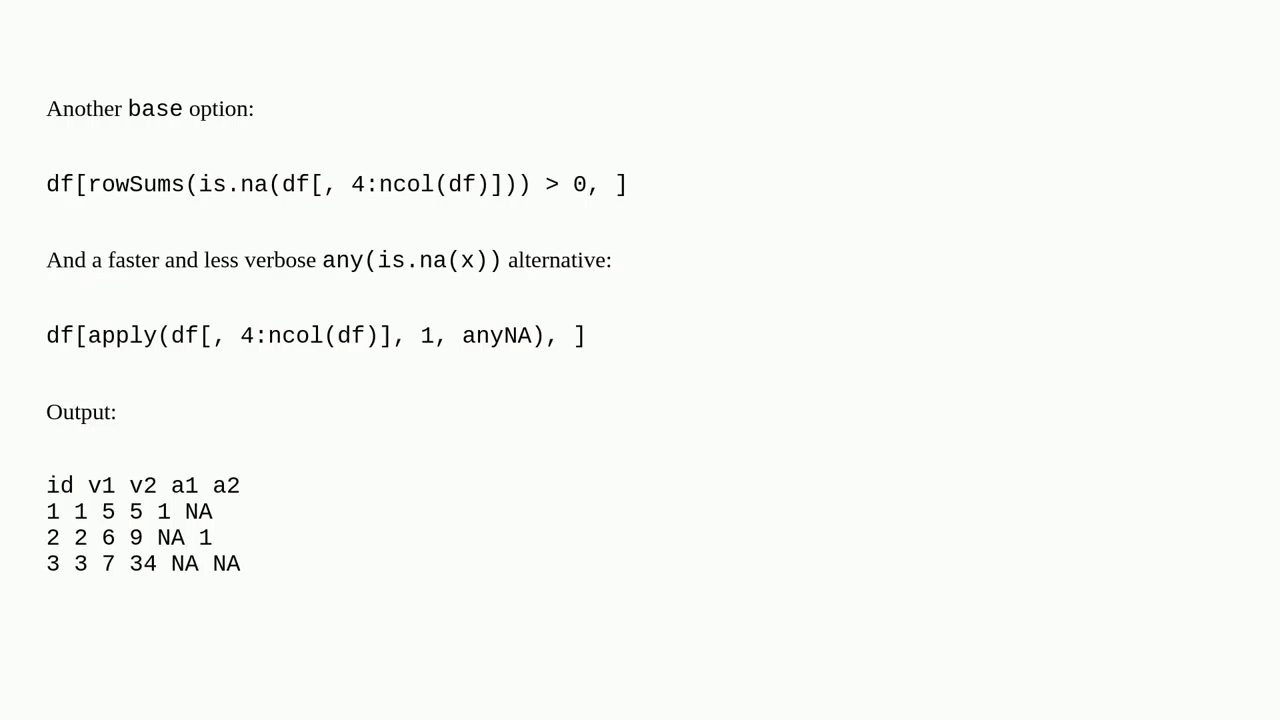 Another base option:
df[rowSums(is.na(df[, 4:ncol(df)])) > 0, ]
And a faster and less verbose any(is.na(x)) alternative:
df[apply(df[, 4:ncol(df)], 1, anyNA), ]
Output:
id v1 v2 a1 a2
1 1 5 5 1 NA
2 2 6 9 NA 1
3 3 7 34 NA NA